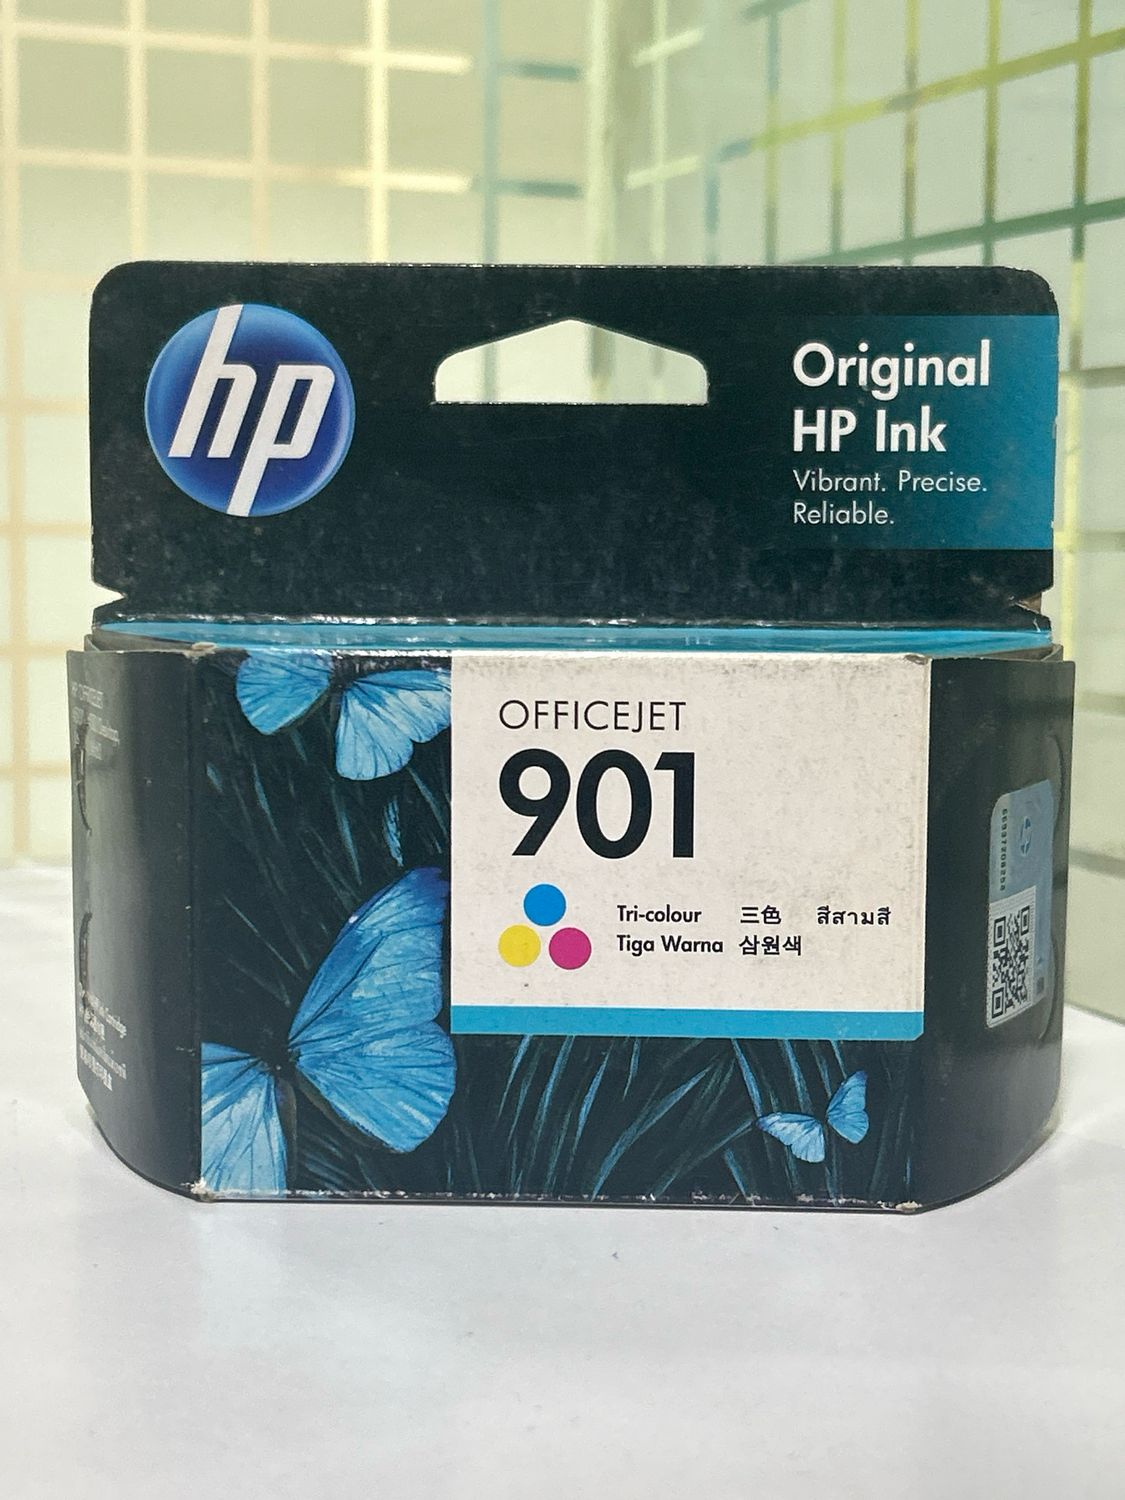 hp
Original
HP Ink
Vibrant. Precise.
Reliable.
OFFICEJET
901
Tri-colour 三色 สีสามสี
Tiga Warna 삼원색